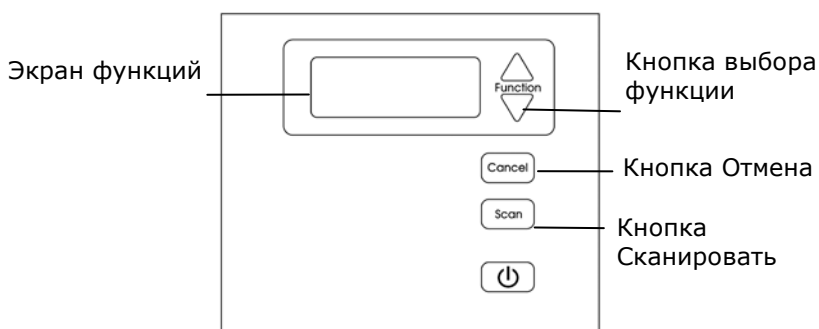 Экран функций
Function
Кнопка выбора
функции
Cancel
Кнопка Отмена
Scan
Кнопка
Сканировать